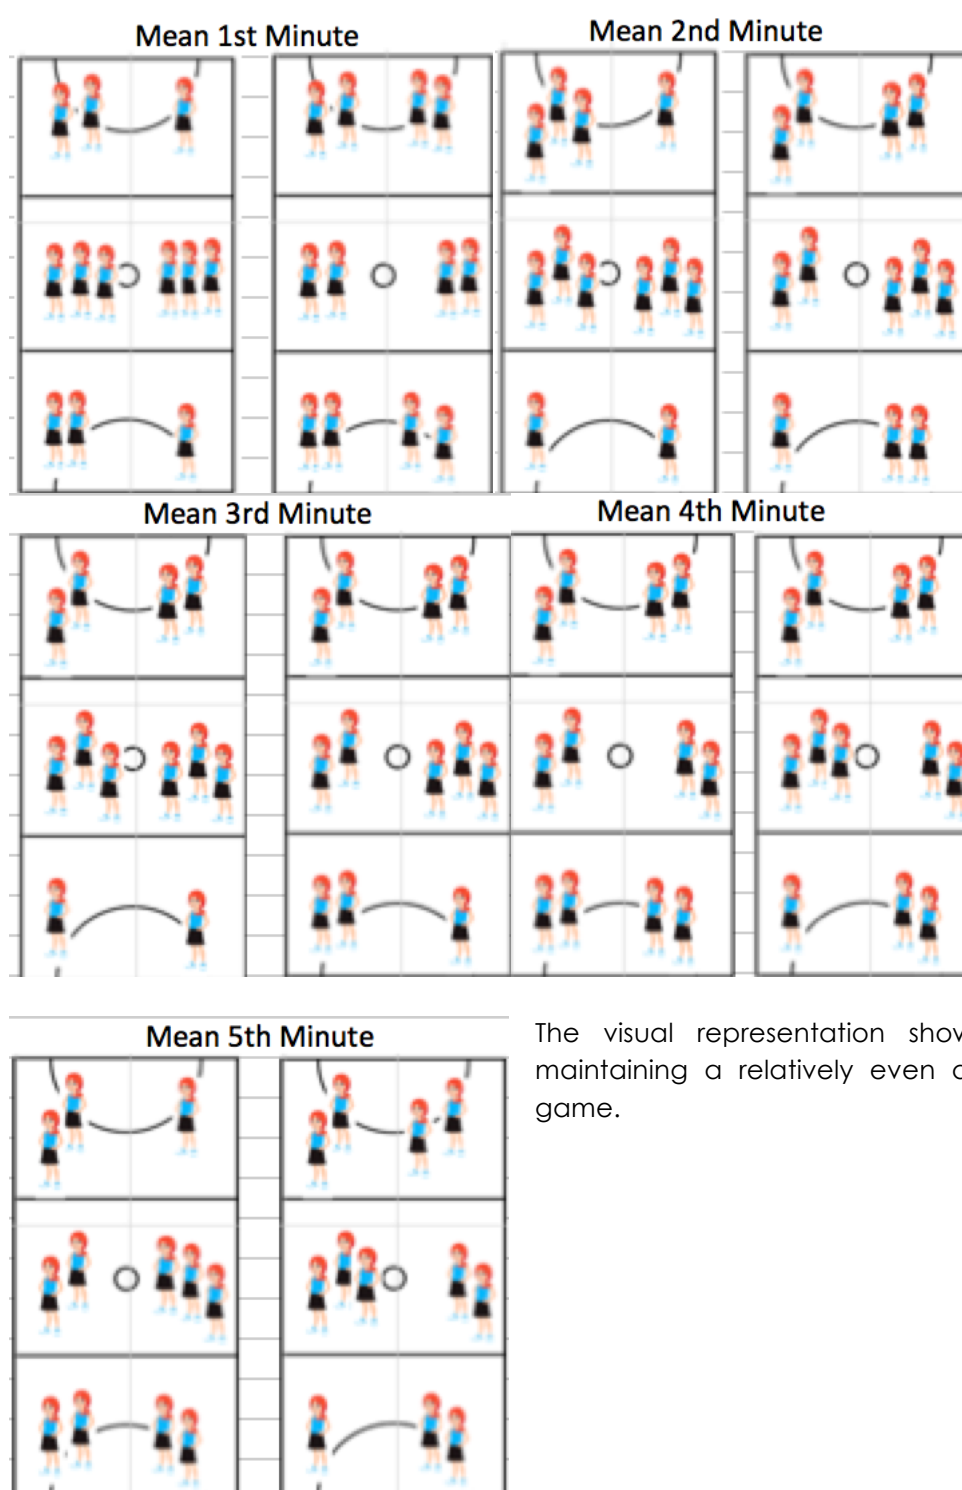 Mean 1st Minute
Mean 2nd Minute
Mean 3rd Minute
Mean 4th Minute
Mean 5th Minute
The visual representation show
maintaining a relatively even
game.